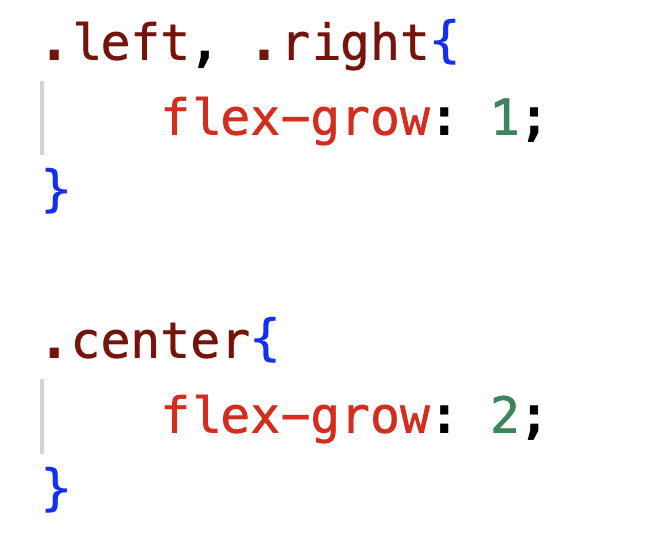 .left, .right{
    flex-grow: 1;
}
.center{
    flex-grow: 2;
}